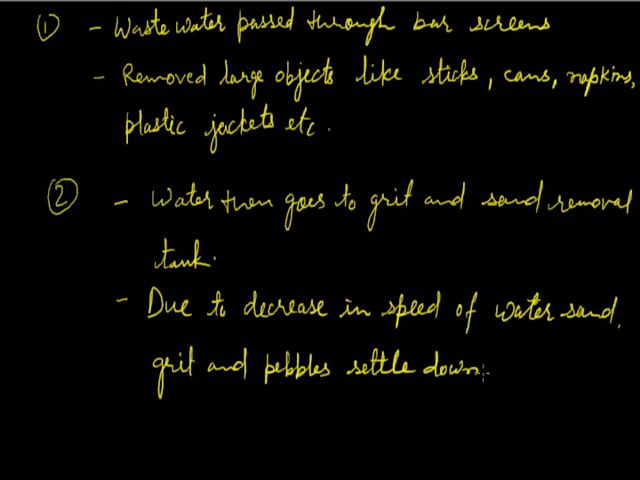 ① - Waste water passed through bar screens
- Removed large objects like sticks, cans, napkins,
plastic jackets etc.
② - Water then goes to grit and sand removal
tank.
- Due to decrease in speed of water sand,
grit and pebbles settle down